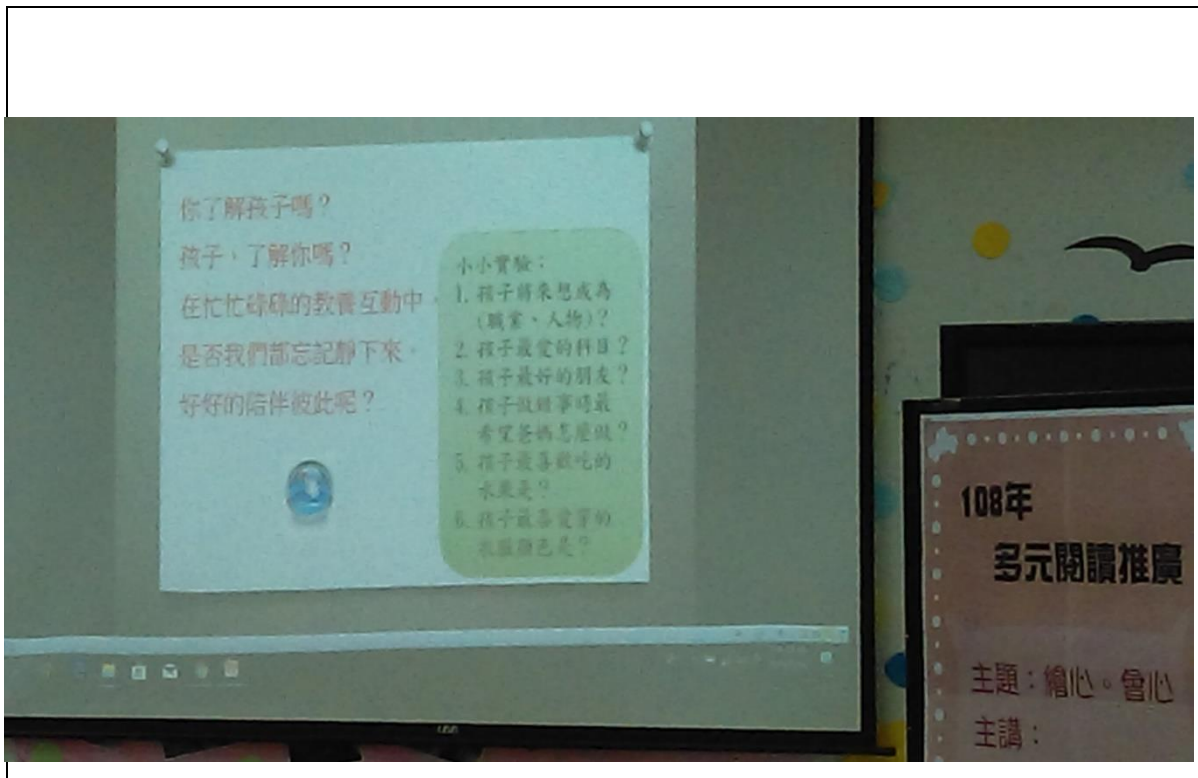 你了解孩子嗎？
孩子，了解你嗎？
在忙忙碌碌的教養互動中，
是否我們都忘記靜下來，
好好的陪伴彼此呢？
小小實驗：
1. 孩子將來想成為
(職業、人物)？
2. 孩子最愛的科目？
3. 孩子最好的朋友？
4. 孩子做錯事時最
希望爸媽怎麼做？
5. 孩子最喜歡吃的
水果是？
6. 孩子最喜愛穿的
衣服顏色是？
108年
多元閱讀推廣
主題：繪心。會心
主講：